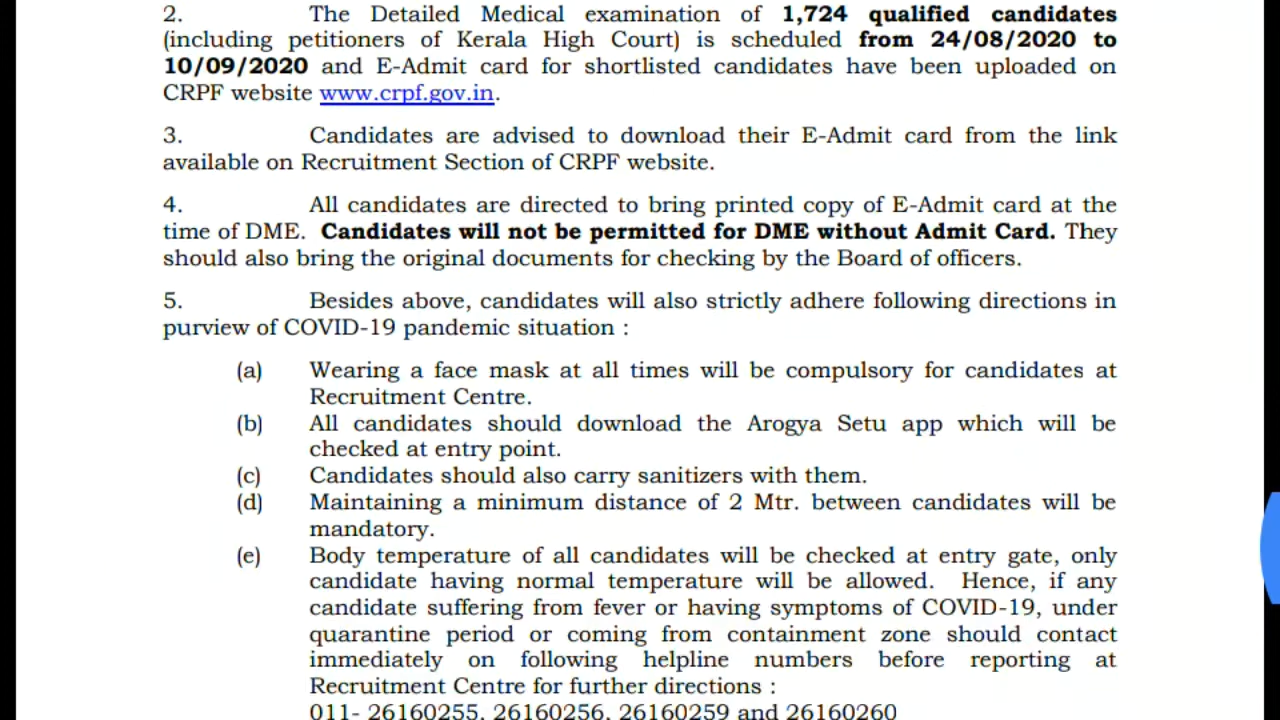 2. The Detailed Medical examination of 1,724 qualified candidates
(including petitioners of Kerala High Court) is scheduled from 24/08/2020 to
10/09/2020 and E-Admit card for shortlisted candidates have been uploaded on
CRPF website www.crpf.gov.in.
3. Candidates are advised to download their E-Admit card from the link
available on Recruitment Section of CRPF website.
4. All candidates are directed to bring printed copy of E-Admit card at the
time of DME. Candidates will not be permitted for DME without Admit Card. They
should also bring the original documents for checking by the Board of officers.
5. Besides above, candidates will also strictly adhere following directions in
purview of COVID-19 pandemic situation :
(a) Wearing a face mask at all times will be compulsory for candidates at
Recruitment Centre.
(b) All candidates should download the Arogya Setu app which will be
checked at entry point.
(c) Candidates should also carry sanitizers with them.
(d) Maintaining a minimum distance of 2 Mtr. between candidates will be
mandatory.
(e) Body temperature of all candidates will be checked at entry gate, only
candidate having normal temperature will be allowed. Hence, if any
candidate suffering from fever or having symptoms of COVID-19, under
quarantine period or coming from containment zone should contact
immediately on following helpline numbers before reporting at
Recruitment Centre for further directions :
011- 26160255, 26160256, 26160259 and 26160260